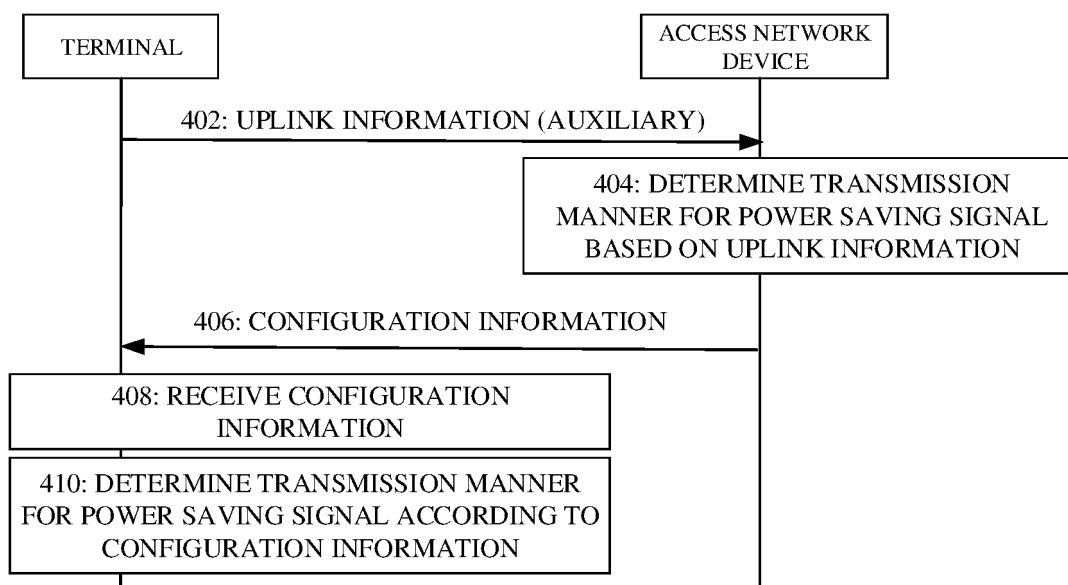 TERMINAL
ACCESS NETWORK
DEVICE
402: UPLINK INFORMATION (AUXILIARY)
404: DETERMINE TRANSMISSION
MANNER FOR POWER SAVING SIGNAL
BASED ON UPLINK INFORMATION
406: CONFIGURATION INFORMATION
408: RECEIVE CONFIGURATION
INFORMATION
410: DETERMINE TRANSMISSION MANNER
FOR POWER SAVING SIGNAL ACCORDING TO
CONFIGURATION INFORMATION